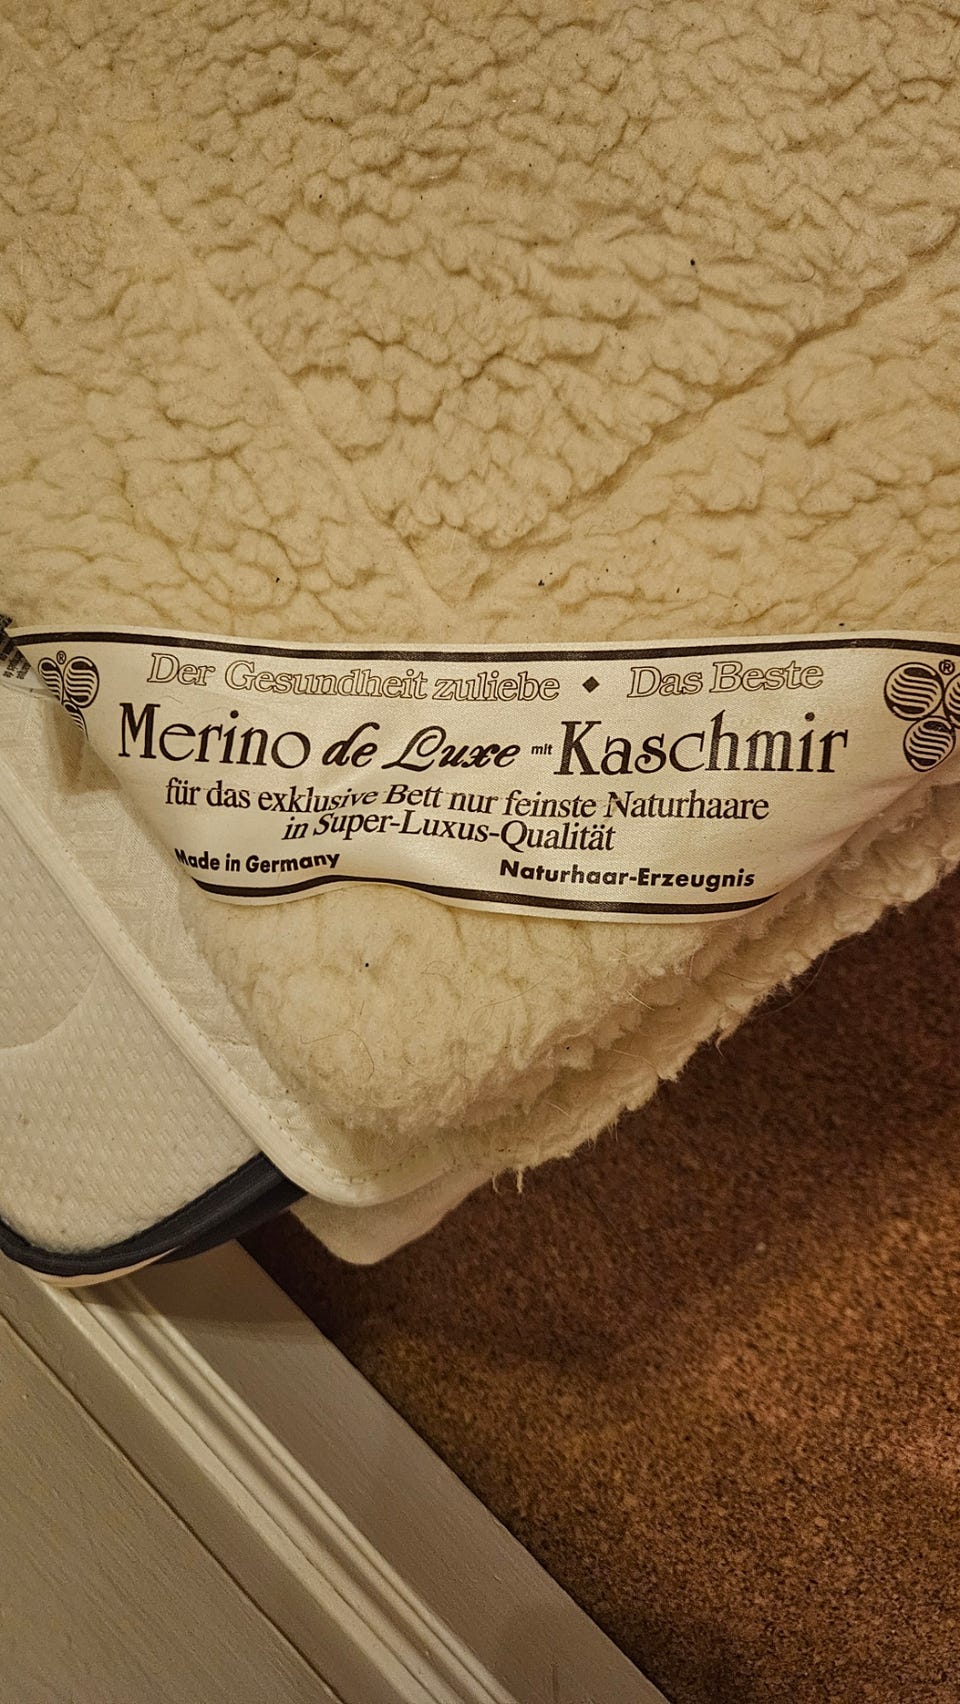 Der Gesundheit zuliebe ◆ Das Beste
Merino de Luxe mit Kaschmir
für das exklusive Bett nur feinste Naturhaare
in Super-Luxus-Qualität
Made in Germany Naturhaar-Erzeugnis